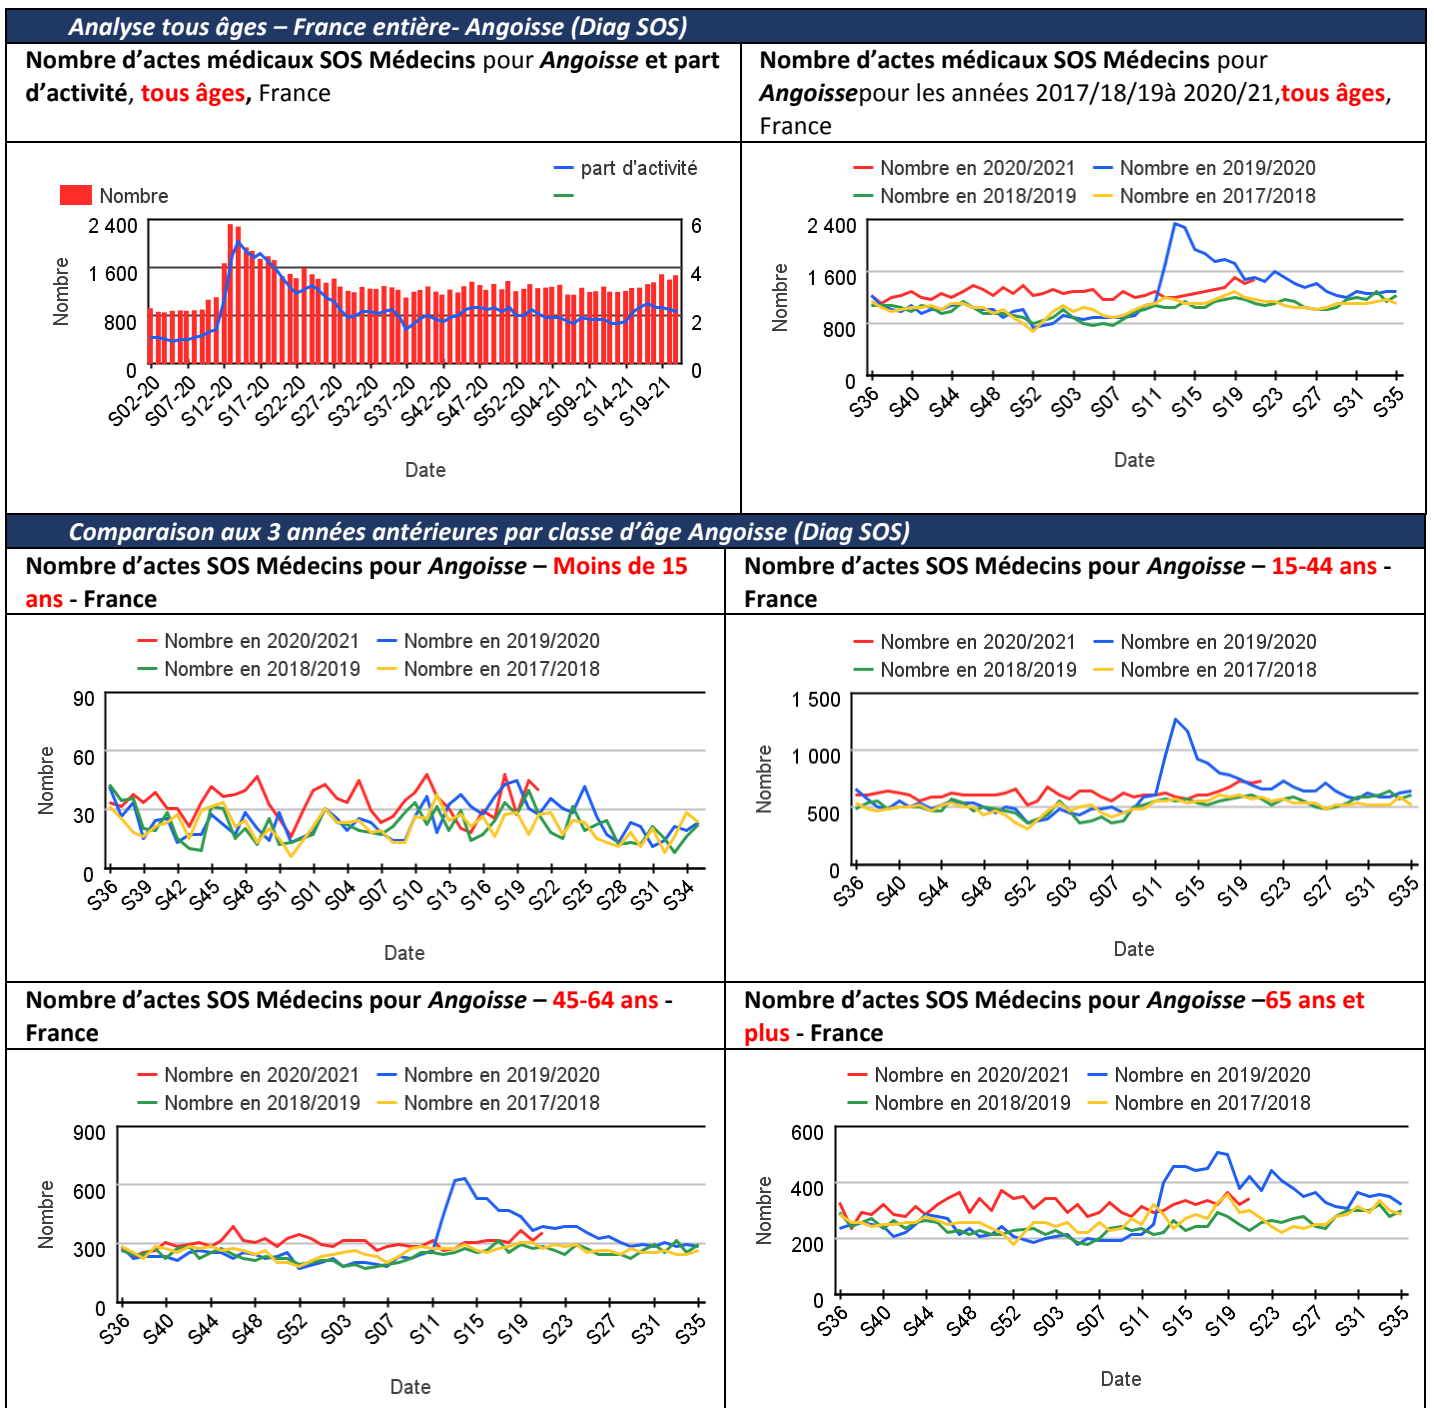 Analyse tous âges – France entière- Angoisse (Diag SOS)
Nombre d'actes médicaux SOS Médecins pour Angoisse et part
d'activité, tous âges, France
Nombre d'actes médicaux SOS Médecins pour
Angoissepour les années 2017/18/19à 2020/21,tous âges,
France
part d'activité
Nombre
2 400
1 600
800
0
6
4
2
0
Nombre
S02-20
S07-20
S12-20
S17-20
S22-20
S27-20
S32-20
S37-20
S42-20
S47-20
S52-20
S04-21
S09-21
S14-21
S19-21
Date
Nombre en 2020/2021
Nombre en 2019/2020
Nombre en 2018/2019
Nombre en 2017/2018
2 400
1 600
800
0
Nombre
S36
S40
S44
S48
S52
S03
S07
S11
S15
S19
S23
S27
S31
S35
Date
Comparaison aux 3 années antérieures par classe d'âge Angoisse (Diag SOS)
Nombre d'actes SOS Médecins pour Angoisse – Moins de 15
ans - France
Nombre d'actes SOS Médecins pour Angoisse – 15-44 ans -
France
Nombre en 2020/2021
Nombre en 2019/2020
Nombre en 2018/2019
Nombre en 2017/2018
90
60
30
0
Nombre
S36
S39
S42
S45
S48
S51
S01
S04
S07
S10
S13
S16
S19
S22
S25
S28
S31
S34
Date
Nombre en 2020/2021
Nombre en 2019/2020
Nombre en 2018/2019
Nombre en 2017/2018
1 500
1 000
500
0
Nombre
S36
S40
S44
S48
S52
S03
S07
S11
S15
S19
S23
S27
S31
S35
Date
Nombre d'actes SOS Médecins pour Angoisse – 45-64 ans -
France
Nombre d'actes SOS Médecins pour Angoisse –65 ans et
plus - France
Nombre en 2020/2021
Nombre en 2019/2020
Nombre en 2018/2019
Nombre en 2017/2018
900
600
300
0
Nombre
S36
S40
S44
S48
S52
S03
S07
S11
S15
S19
S23
S27
S31
S35
Date
Nombre en 2020/2021
Nombre en 2019/2020
Nombre en 2018/2019
Nombre en 2017/2018
600
400
200
0
Nombre
S36
S40
S44
S48
S52
S03
S07
S11
S15
S19
S23
S27
S31
S35
Date